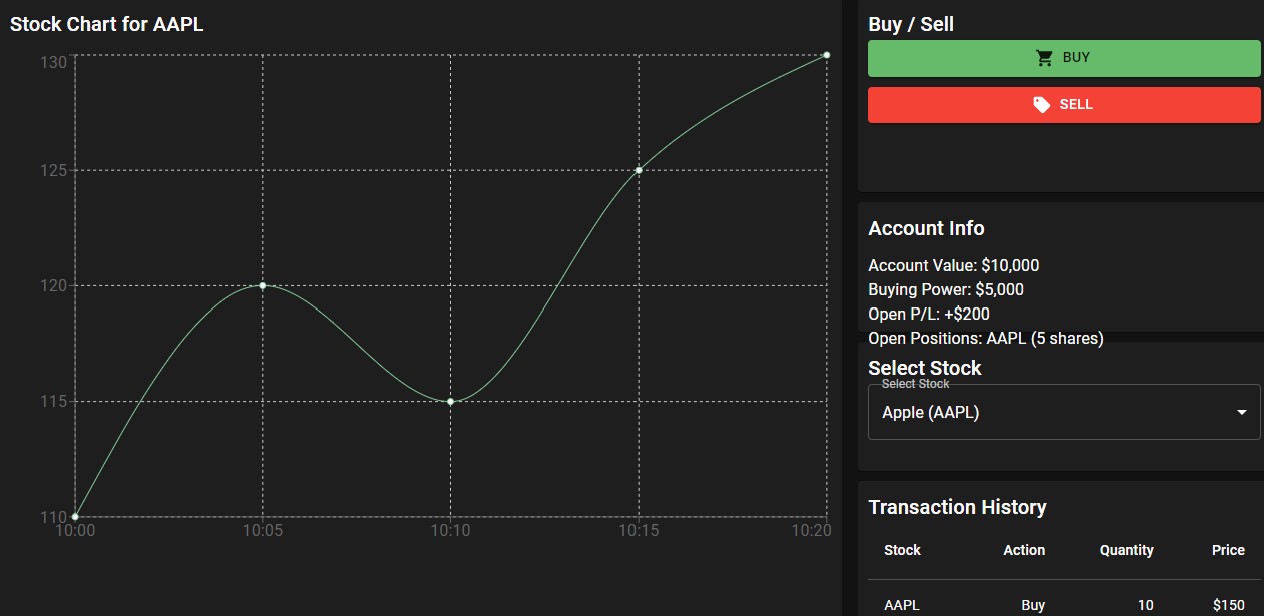 Stock Chart for AAPL
130
125
120
115
110
10:00 10:05 10:10 10:15 10:20
Buy / Sell
BUY
SELL
Account Info
Account Value: $10,000
Buying Power: $5,000
Open P/L: +$200
Open Positions: AAPL (5 shares)
Select Stock
Select Stock
Apple (AAPL)
Transaction History
Stock Action Quantity Price
AAPL Buy 10 $150